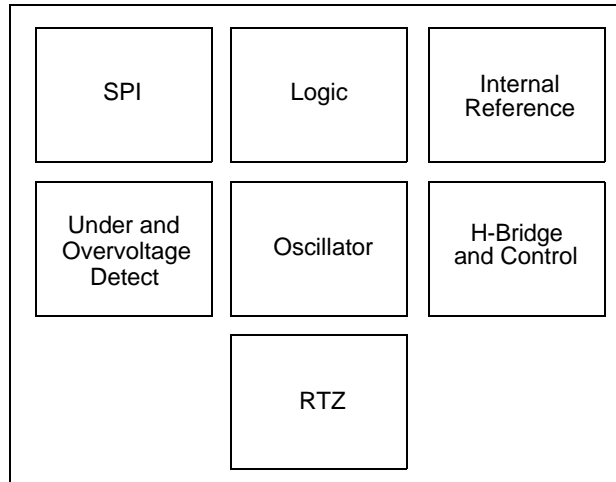 SPI
Logic
Internal
Reference
Under and
Overvoltage
Detect
Oscillator
H-Bridge
and Control
RTZ